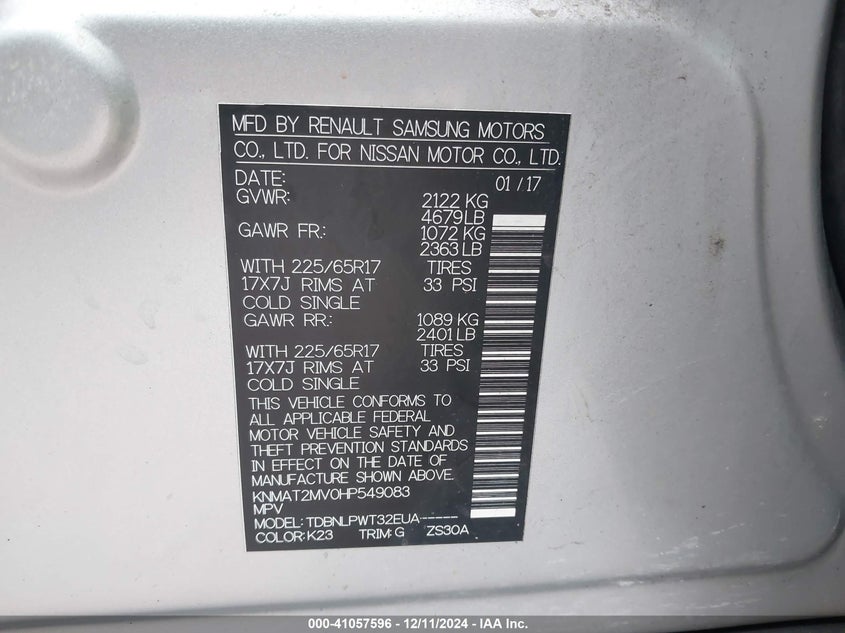 MFD BY RENAULT SAMSUNG MOTORS
CO., LTD. FOR NISSAN MOTOR CO., LTD.
DATE: 01 / 17
GVWR: 2122 KG
4679LB
GAWR FR.: 1072 KG
2363 LB
WITH 225/65R17 TIRES
17X7J RIMS AT 33 PSI
COLD SINGLE
GAWR RR.: 1089 KG
2401 LB
WITH 225/65R17 TIRES
17X7J RIMS AT 33 PSI
COLD SINGLE
THIS VEHICLE CONFORMS TO
ALL APPLICABLE FEDERAL
MOTOR VEHICLE SAFETY AND
THEFT PREVENTION STANDARDS
IN EFFECT ON THE DATE OF
MANUFACTURE SHOWN ABOVE.
KNMAT2MV0HP549083
MPV
MODEL: TDBNLPWT32EUA-----
COLOR: K23 TRIM: G ZS30A
000-41057596 - 12/11/2024 - IAA Inc.